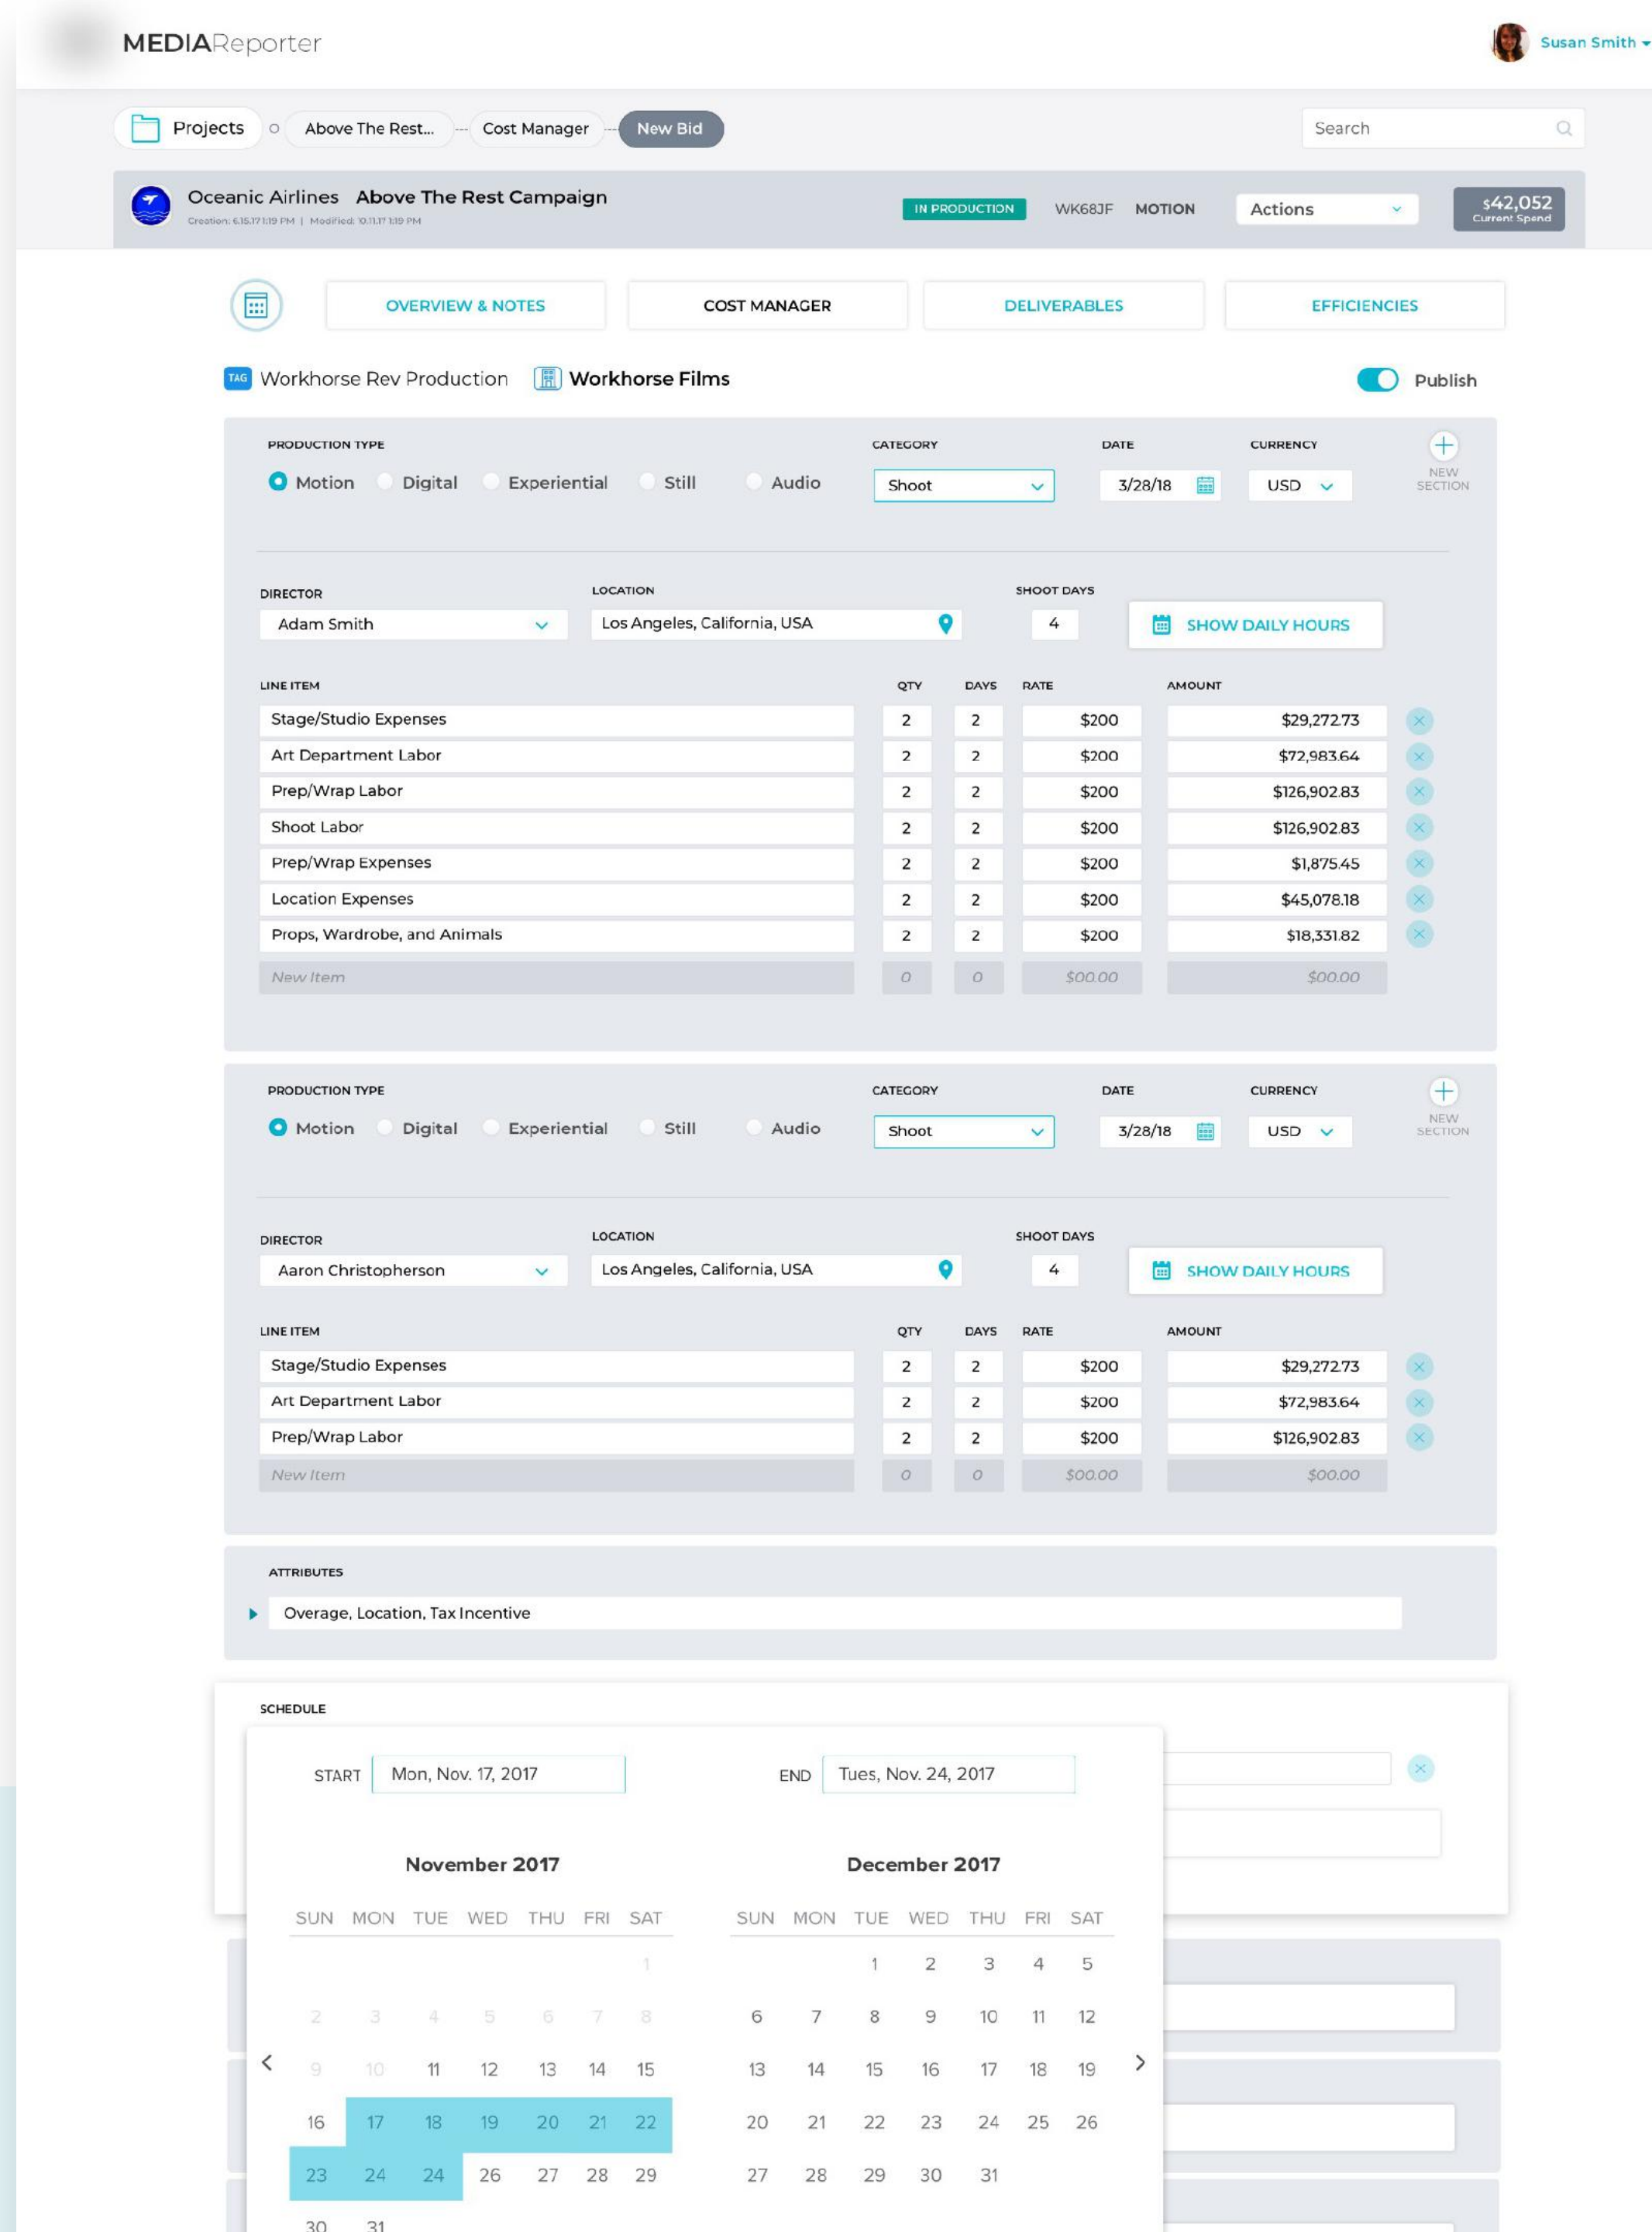 MEDIAReporter
Susan Smith
Projects Above The Rest... Cost Manager New Bid
Search
Oceanic Airlines Above The Rest Campaign
Creation: 6.15.17 1:19 PM | Modified: 10.11.17 1:19 PM
IN PRODUCTION WK68JF MOTION Actions
$42,052
Current Spend
OVERVIEW & NOTES COST MANAGER DELIVERABLES EFFICIENCIES
TAG Workhorse Rev Production Workhorse Films Publish
PRODUCTION TYPE CATEGORY DATE CURRENCY
Motion Digital Experiential Still Audio Shoot 3/28/18 USD
NEW
SECTION
DIRECTOR LOCATION SHOOT DAYS
Adam Smith Los Angeles, California, USA 4 SHOW DAILY HOURS
LINE ITEM QTY DAYS RATE AMOUNT
Stage/Studio Expenses 2 2 $200 $29,272.73
Art Department Labor 2 2 $200 $72,983.64
Prep/Wrap Labor 2 2 $200 $126,902.83
Shoot Labor 2 2 $200 $126,902.83
Prep/Wrap Expenses 2 2 $200 $1,875.45
Location Expenses 2 2 $200 $45,078.18
Props, Wardrobe, and Animals 2 2 $200 $18,331.82
New Item 0 0 $00.00 $00.00
PRODUCTION TYPE CATEGORY DATE CURRENCY
Motion Digital Experiential Still Audio Shoot 3/28/18 USD
NEW
SECTION
DIRECTOR LOCATION SHOOT DAYS
Aaron Christopherson Los Angeles, California, USA 4 SHOW DAILY HOURS
LINE ITEM QTY DAYS RATE AMOUNT
Stage/Studio Expenses 2 2 $200 $29,272.73
Art Department Labor 2 2 $200 $72,983.64
Prep/Wrap Labor 2 2 $200 $126,902.83
New Item 0 0 $00.00 $00.00
ATTRIBUTES
Overage, Location, Tax Incentive
SCHEDULE
START Mon, Nov. 17, 2017 END Tues, Nov. 24, 2017
November 2017 December 2017
SUN MON TUE WED THU FRI SAT SUN MON TUE WED THU FRI SAT
1 1 2 3 4 5
2 3 4 5 6 7 8 6 7 8 9 10 11 12
9 10 11 12 13 14 15 13 14 15 16 17 18 19
16 17 18 19 20 21 22 20 21 22 23 24 25 26
23 24 24 26 27 28 29 27 28 29 30 31
30 31